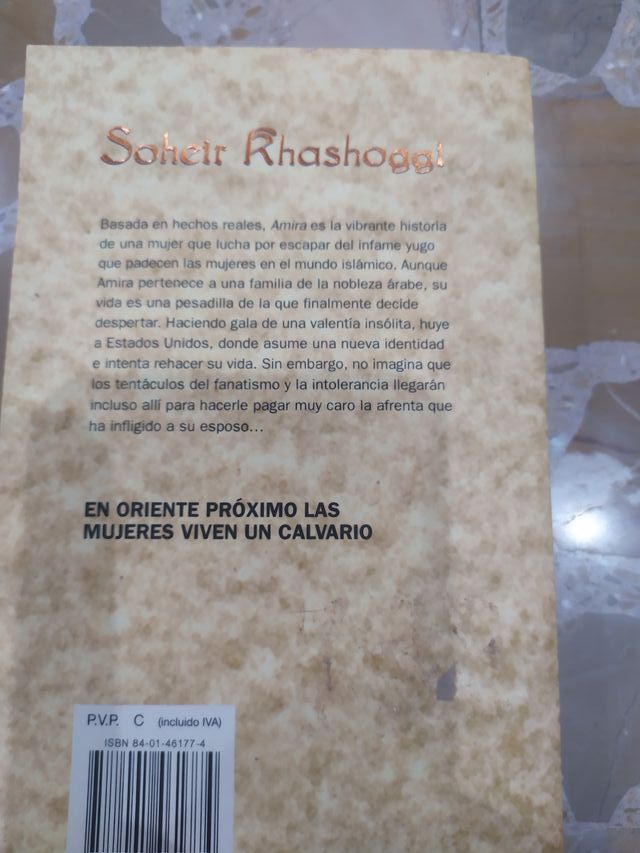 Soheir Khashoggi
Basada en hechos reales, Amira es la vibrante historia
de una mujer que lucha por escapar del infame yugo
que padecen las mujeres en el mundo islámico. Aunque
Amira pertenece a una familia de la nobleza árabe, su
vida es una pesadilla de la que finalmente decide
despertar. Haciendo gala de una valentía insólita, huye
a Estados Unidos, donde asume una nueva identidad
e intenta rehacer su vida. Sin embargo, no imagina que
los tentáculos del fanatismo y la intolerancia llegarán
incluso allí para hacerle pagar muy caro la afrenta que
ha infligido a su esposo...
EN ORIENTE PRÓXIMO LAS
MUJERES VIVEN UN CALVARIO
P.V.P. C (incluido IVA)
ISBN 84-01-46177-4